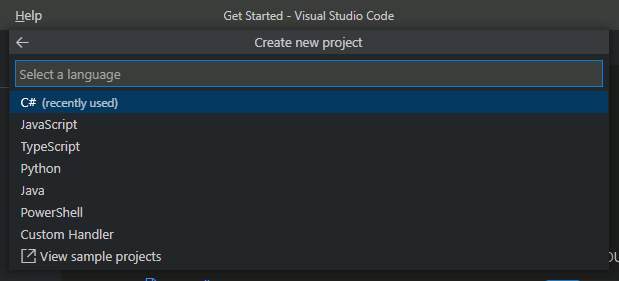 Help Get Started - Visual Studio Code
Create new project
Select a language
C# (recently used)
JavaScript
TypeScript
Python
Java
PowerShell
Custom Handler
View sample projects